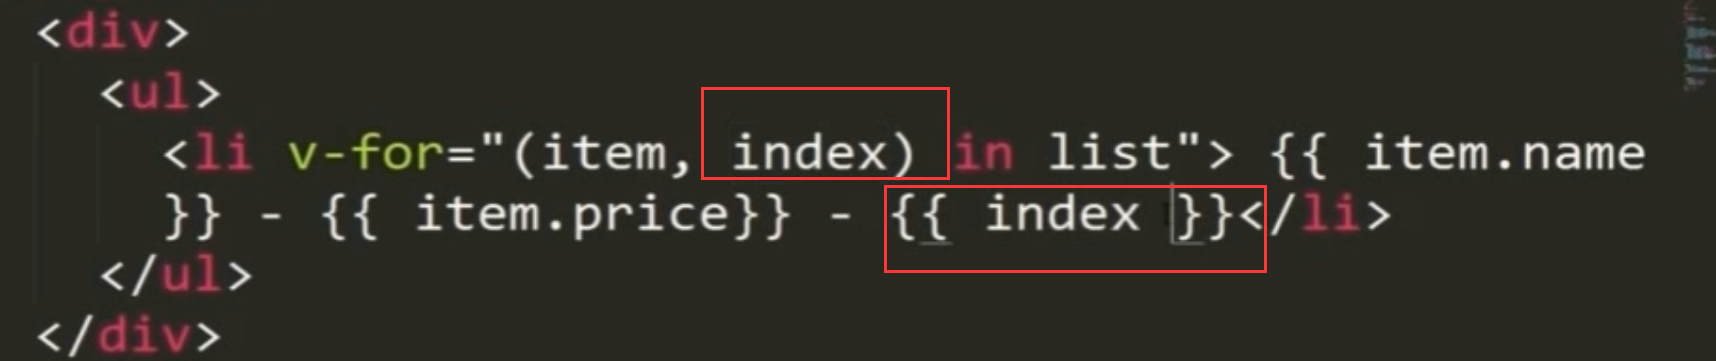 <div>
<ul>
<li v-for="(item, index) in list"> {{ item.name
}} - {{ item.price}} - {{ index }}</li>
</ul>
</div>